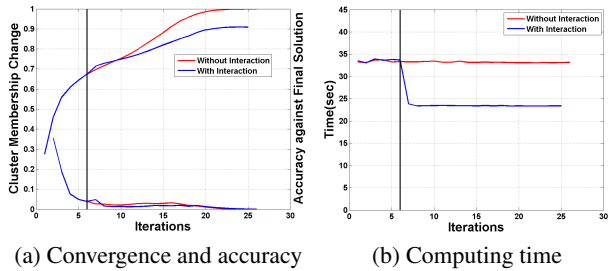 Cluster Membership Change
1
0.9
0.8
0.7
0.6
0.5
0.4
0.3
0.2
0.1
0
0 5 10 15 20 25 30
Iterations
Without Interaction
With Interaction
Accuracy against Final Solution
(a) Convergence and accuracy
Time(sec)
45
40
35
30
25
20
15
10
5
0
0 5 10 15 20 25 30
Iterations
Without Interaction
With Interaction
(b) Computing time